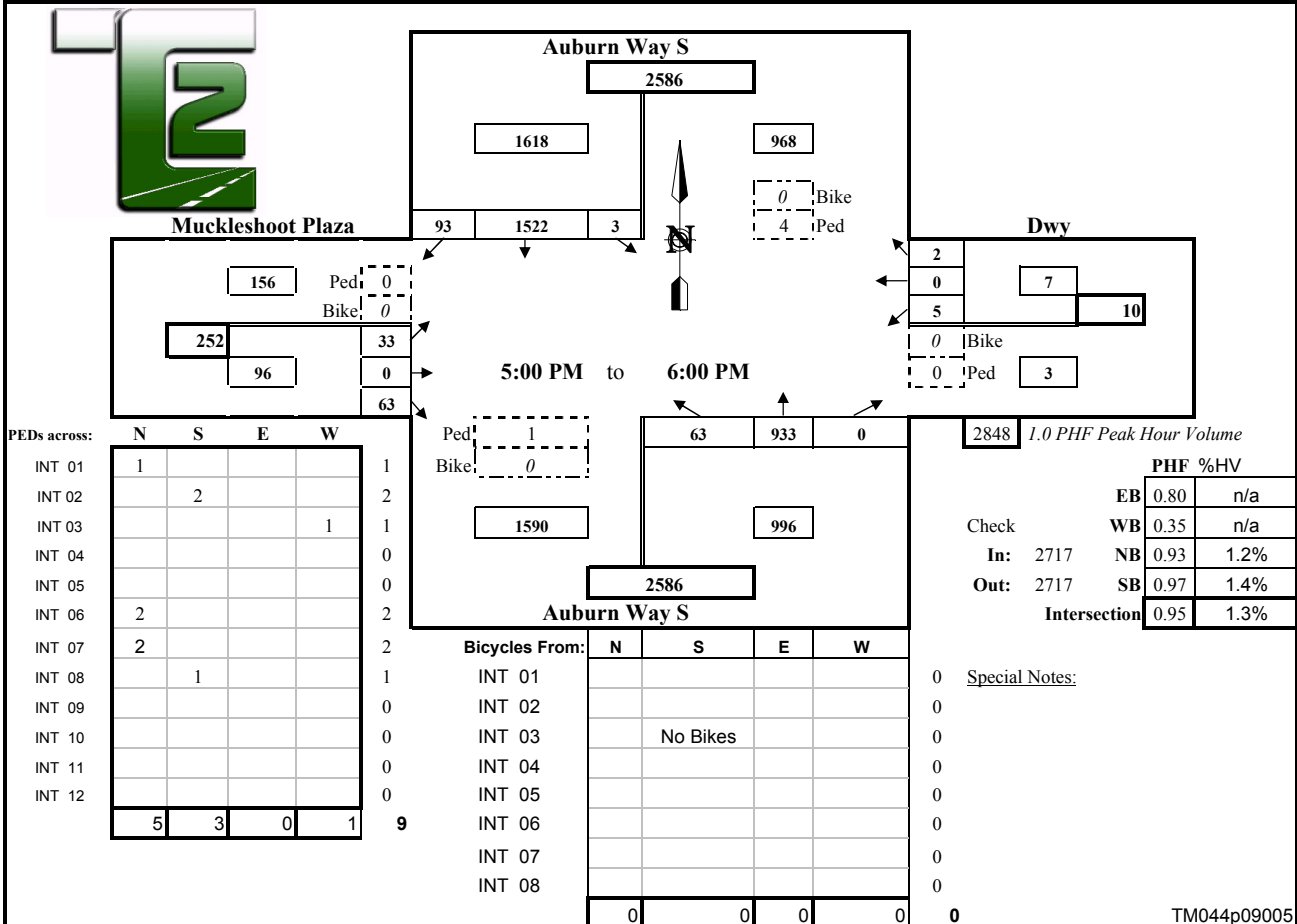 T2
Auburn Way S
2586
1618 968
0 Bike
Muckleshoot Plaza 93 1522 3 4 Ped Dwy
N
2
156 Ped 0 0 7
Bike 0 5 10
252 33 0 Bike
96 0 5:00 PM to 6:00 PM 0 Ped 3
63
PEDs across: N S E W Ped 1 63 933 0 2848 1.0 PHF Peak Hour Volume
INT 01 1 1 Bike 0 PHF %HV
INT 02 2 2 EB 0.80 n/a
INT 03 1 1 1590 996 Check WB 0.35 n/a
INT 04 0 In: 2717 NB 0.93 1.2%
INT 05 0 2586 Out: 2717 SB 0.97 1.4%
INT 06 2 2 Auburn Way S Intersection 0.95 1.3%
INT 07 2 2 Bicycles From: N S E W
INT 08 1 1 INT 01 0 Special Notes:
INT 09 0 INT 02 0
INT 10 0 INT 03 No Bikes 0
INT 11 0 INT 04 0
INT 12 0 INT 05 0
5 3 0 1 9 INT 06 0
INT 07 0
INT 08 0
0 0 0 0 0 TM044p09005